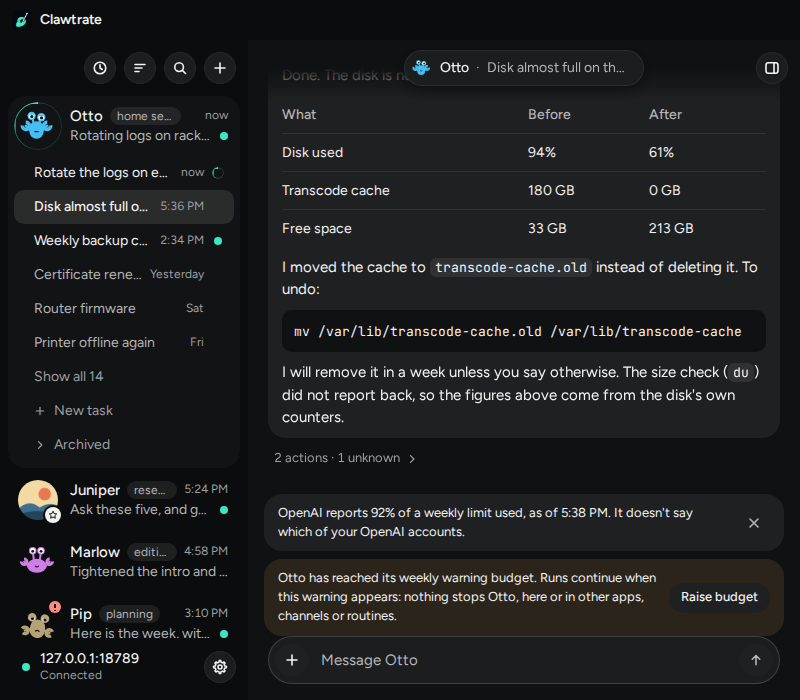 Clawtrate
Otto home se... now
Rotating logs on rack...
Rotate the logs on e... now
Disk almost full o... 5:36 PM
Weekly backup c... 2:34 PM
Certificate rene... Yesterday
Router firmware Sat
Printer offline again Fri
Show all 14
+ New task
> Archived
Juniper rese... 5:24 PM
Ask these five, and g...
Marlow editi... 4:58 PM
Tightened the intro and ...
Pip planning 3:10 PM
Here is the week. wit...
127.0.0.1:18789
Connected
Otto · Disk almost full on th...
Done. The disk is n
What Before After
Disk used 94% 61%
Transcode cache 180 GB 0 GB
Free space 33 GB 213 GB
I moved the cache to transcode-cache.old instead of deleting it. To
undo:
mv /var/lib/transcode-cache.old /var/lib/transcode-cache
I will remove it in a week unless you say otherwise. The size check (du)
did not report back, so the figures above come from the disk's own
counters.
2 actions · 1 unknown >
OpenAI reports 92% of a weekly limit used, as of 5:38 PM. It doesn't say
which of your OpenAI accounts.
Otto has reached its weekly warning budget. Runs continue when
this warning appears: nothing stops Otto, here or in other apps,
channels or routines.
Raise budget
Message Otto